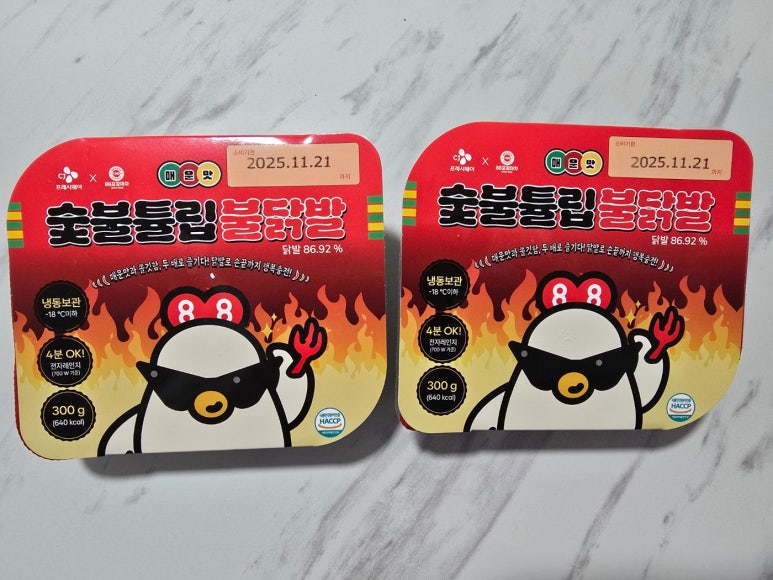 CJ
프레시웨이
x
88포장마차
매운맛
소비기한
2025.11.21
까지
숯불튤립불닭발
닭발 86.92 %
매운맛과 쫄깃함, 두 배로 즐기다! 닭발로 손끝까지 행복충전!
냉동보관
-18 ℃이하
88
4분 OK!
전자레인지
(700 W 기준)
300 g
(640 kcal)
HACCP
CJ
프레시웨이
x
88포장마차
매운맛
소비기한
2025.11.21
까지
숯불튤립불닭발
닭발 86.92 %
매운맛과 쫄깃함, 두 배로 즐기다! 닭발로 손끝까지 행복충전!
냉동보관
-18 ℃이하
88
4분 OK!
전자레인지
(700 W 기준)
300 g
(640 kcal)
HACCP